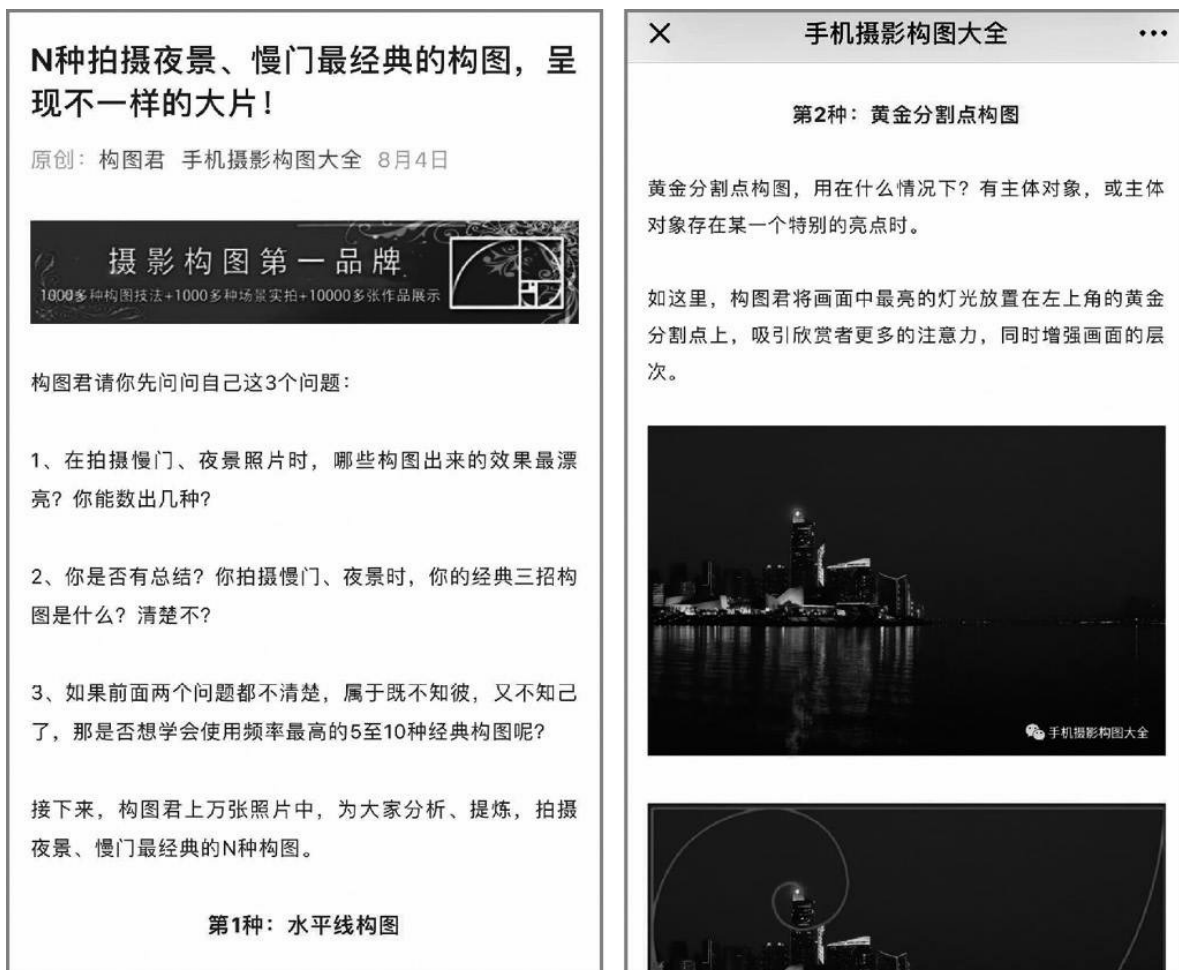 N种拍摄夜景、慢门最经典的构图，呈
现不一样的大片！
原创：构图君 手机摄影构图大全 8月4日
摄影构图第一品牌
1000多种构图技法+1000多种场景实拍+10000多张作品展示
构图君请你先问问自己这3个问题：
1、在拍摄慢门、夜景照片时，哪些构图出来的效果最漂
亮？你能数出几种？
2、你是否有总结？你拍摄慢门、夜景时，你的经典三招构
图是什么？清楚不？
3、如果前面两个问题都不清楚，属于既不知彼，又不知己
了，那是否想学会使用频率最高的5至10种经典构图呢？
接下来，构图君上万张照片中，为大家分析、提炼，拍摄
夜景、慢门最经典的N种构图。
第1种：水平线构图
手机摄影构图大全
第2种：黄金分割点构图
黄金分割点构图，用在什么情况下？有主体对象，或主体
对象存在某一个特别的亮点时。
如这里，构图君将画面中最亮的灯光放置在左上角的黄金
分割点上，吸引欣赏者更多的注意力，同时增强画面的层
次。
手机摄影构图大全